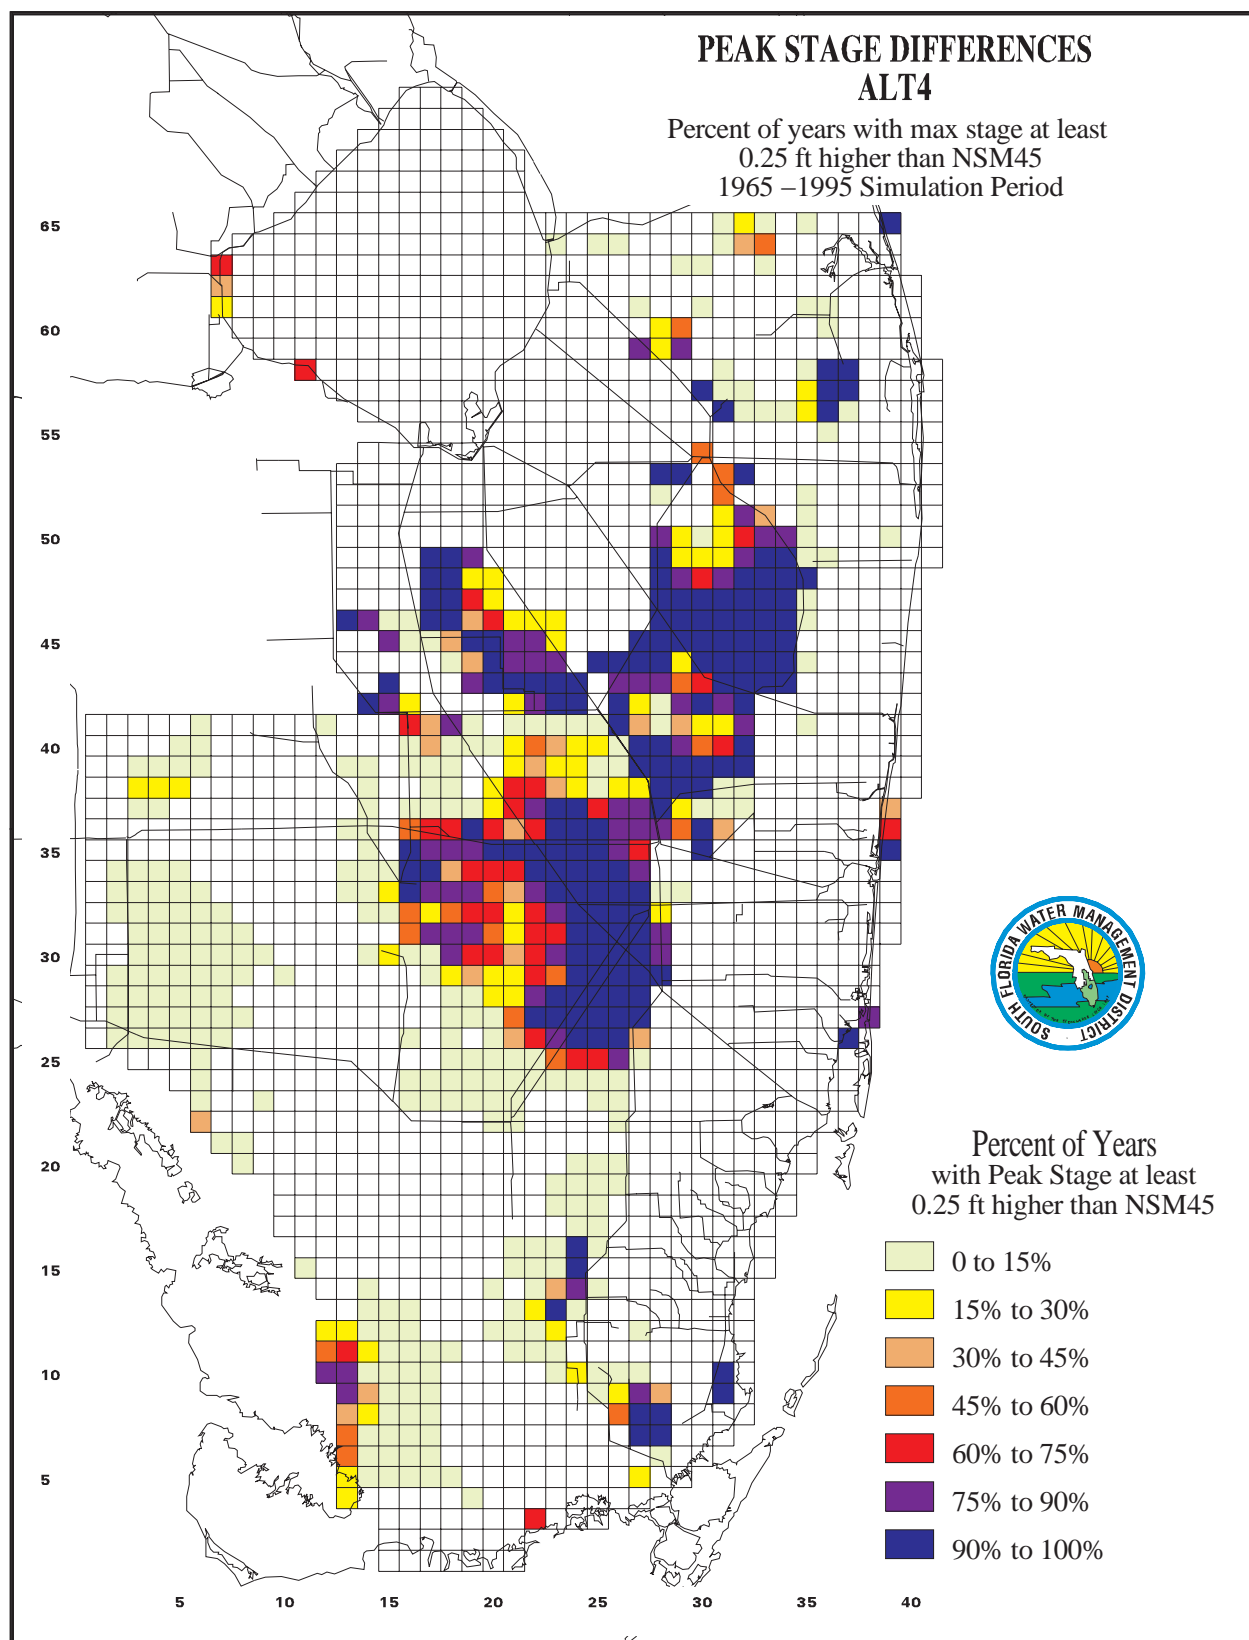 PEAK STAGE DIFFERENCES
ALT4
Percent of years with max stage at least
0.25 ft higher than NSM45
1965 –1995 Simulation Period
65
60
55
50
45
40
35
30
25
20
15
10
5
5
10
15
20
25
30
35
40
SOUTH FLORIDA WATER MANAGEMENT DISTRICT
Percent of Years
with Peak Stage at least
0.25 ft higher than NSM45
0 to 15%
15% to 30%
30% to 45%
45% to 60%
60% to 75%
75% to 90%
90% to 100%